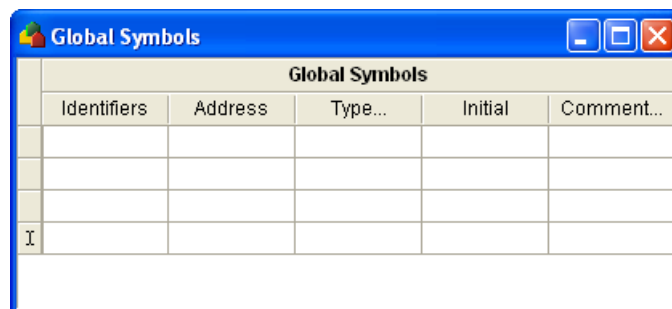 Global Symbols
Global Symbols
Identifiers Address Type... Initial Comment...